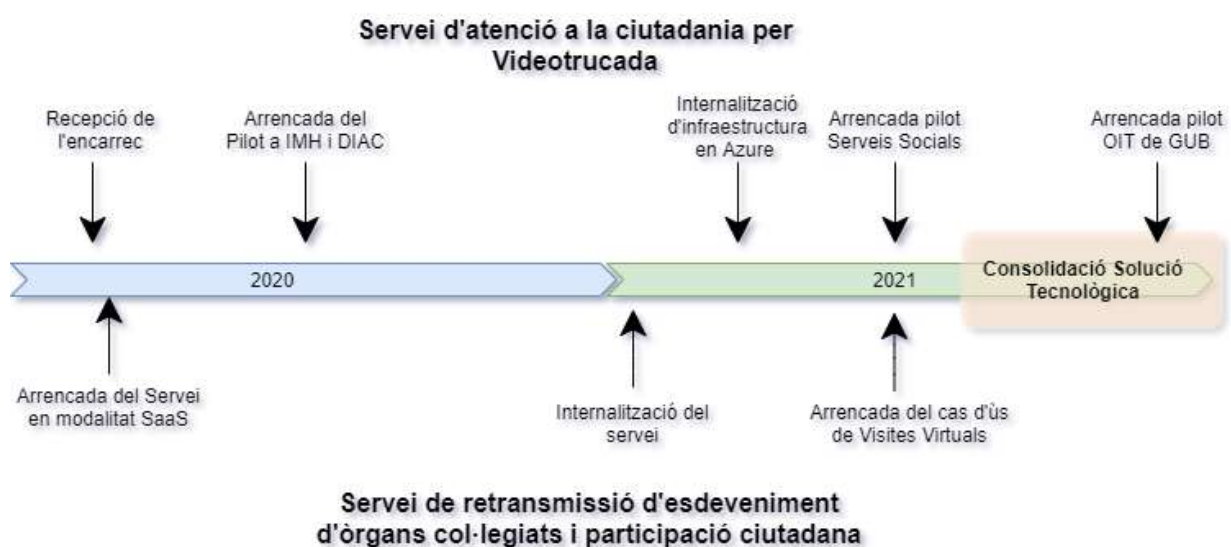 Servei d'atenció a la ciutadania per
Videotrucada
Recepció de
l'encarrec
Arrencada del
Pilot a IMH i DIAC
Internalització
d'infraestructura
en Azure
Arrencada pilot
Serveis Socials
Arrencada pilot
OIT de GUB
2020
2021
Consolidació Solució
Tecnològica
Arrencada del Servei
en modalitat SaaS
Internalització del
servei
Arrencada del cas d'ùs
de Visites Virtuals
Servei de retransmissió d'esdeveniment
d'òrgans col·legiats i participació ciutadana